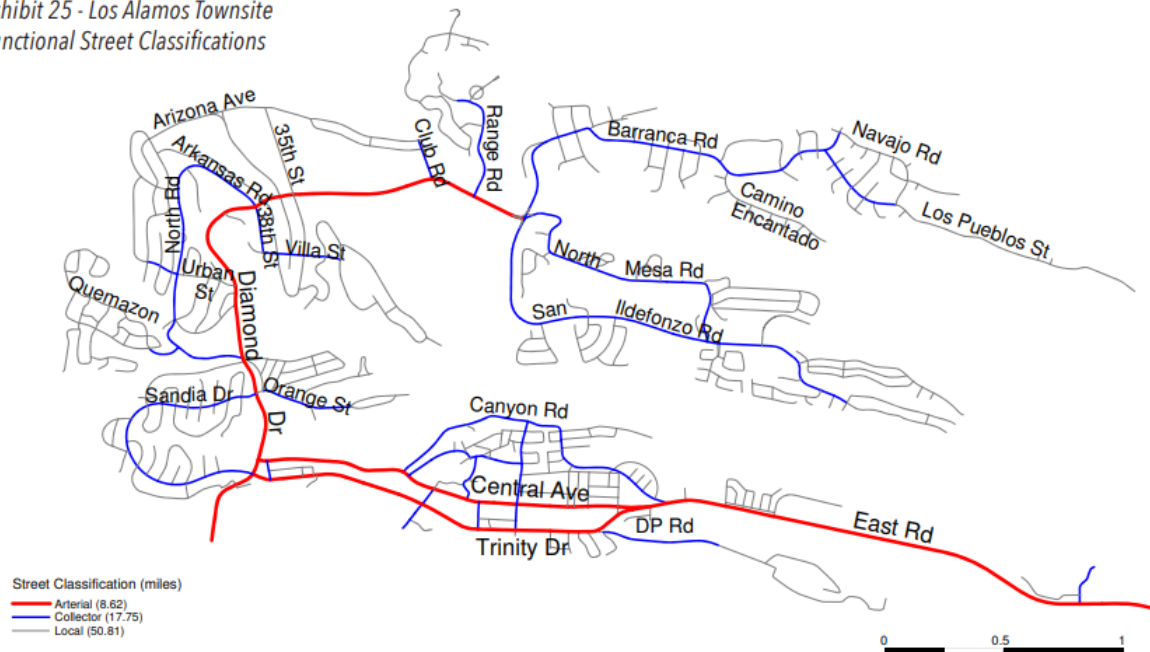 hibit 25 - Los Alamos Townsite
nctional Street Classifications
Arizona Ave
Arkansas Rd
35th St
Club Rd
Range Rd
Barranca Rd
Navajo Rd
North Rd
38th St
Villa St
Camino
Encantado
Los Pueblos St
Urban
St
Quemazon
Diamond
Dr
North
Mesa Rd
San
Ildefonzo Rd
Sandia Dr
Orange St
Canyon Rd
Central Ave
Trinity Dr
DP Rd
East Rd
Street Classification (miles)
Arterial (8.62)
Collector (17.75)
Local (50.81)
0 0.5 1